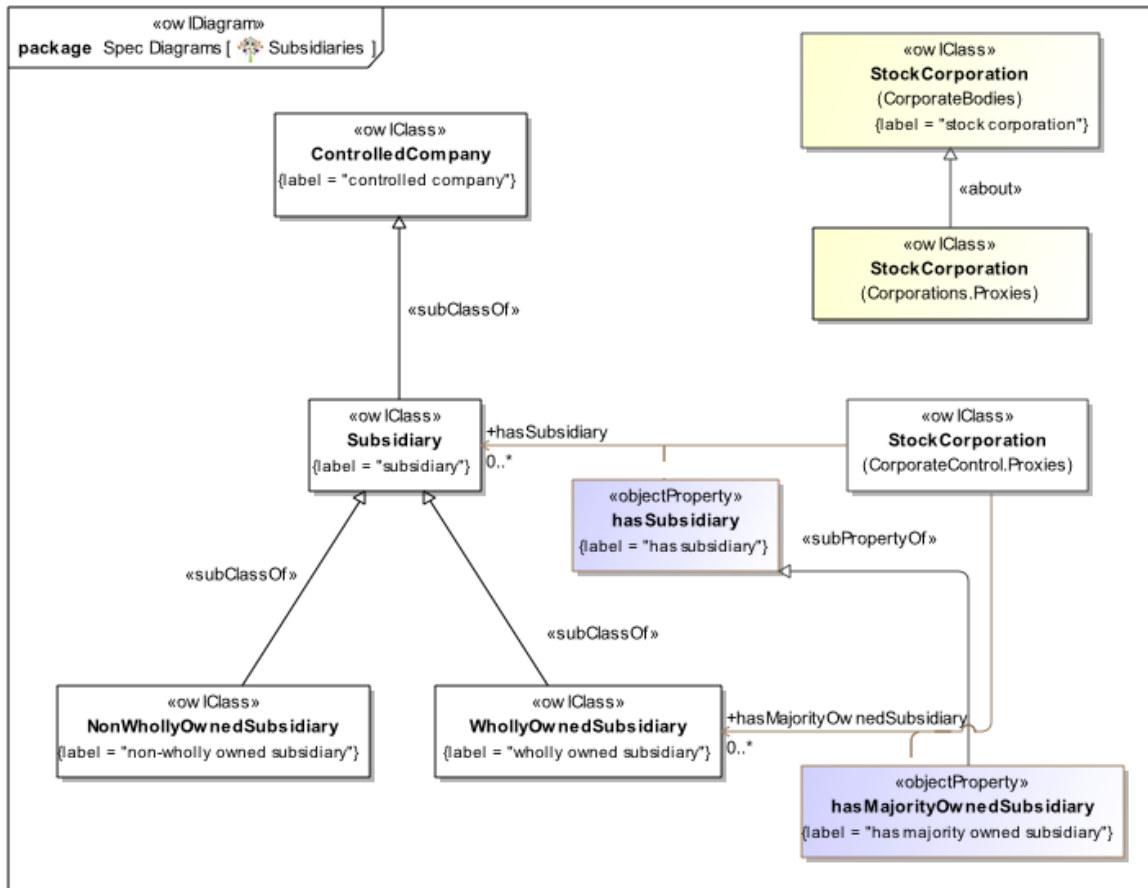 «owlDiagram»
package Spec Diagrams [ Subsidiaries ]
«owlClass»
StockCorporation
(CorporateBodies)
{label = "stock corporation"}
«owlClass»
ControlledCompany
{label = "controlled company"}
«about»
«owlClass»
StockCorporation
(Corporations.Proxies)
«subClassOf»
«owlClass»
Subsidiary
{label = "subsidiary"}
+hasSubsidiary
0..*
«owlClass»
StockCorporation
(CorporateControl.Proxies)
«objectProperty»
hasSubsidiary
{label = "has subsidiary"}
«subPropertyOf»
«subClassOf»
«subClassOf»
«owlClass»
NonWhollyOwnedSubsidiary
{label = "non-wholly owned subsidiary"}
«owlClass»
WhollyOwnedSubsidiary
{label = "wholly owned subsidiary"}
+hasMajorityOwnedSubsidiary
0..*
«objectProperty»
hasMajorityOwnedSubsidiary
{label = "has majority owned subsidiary"}